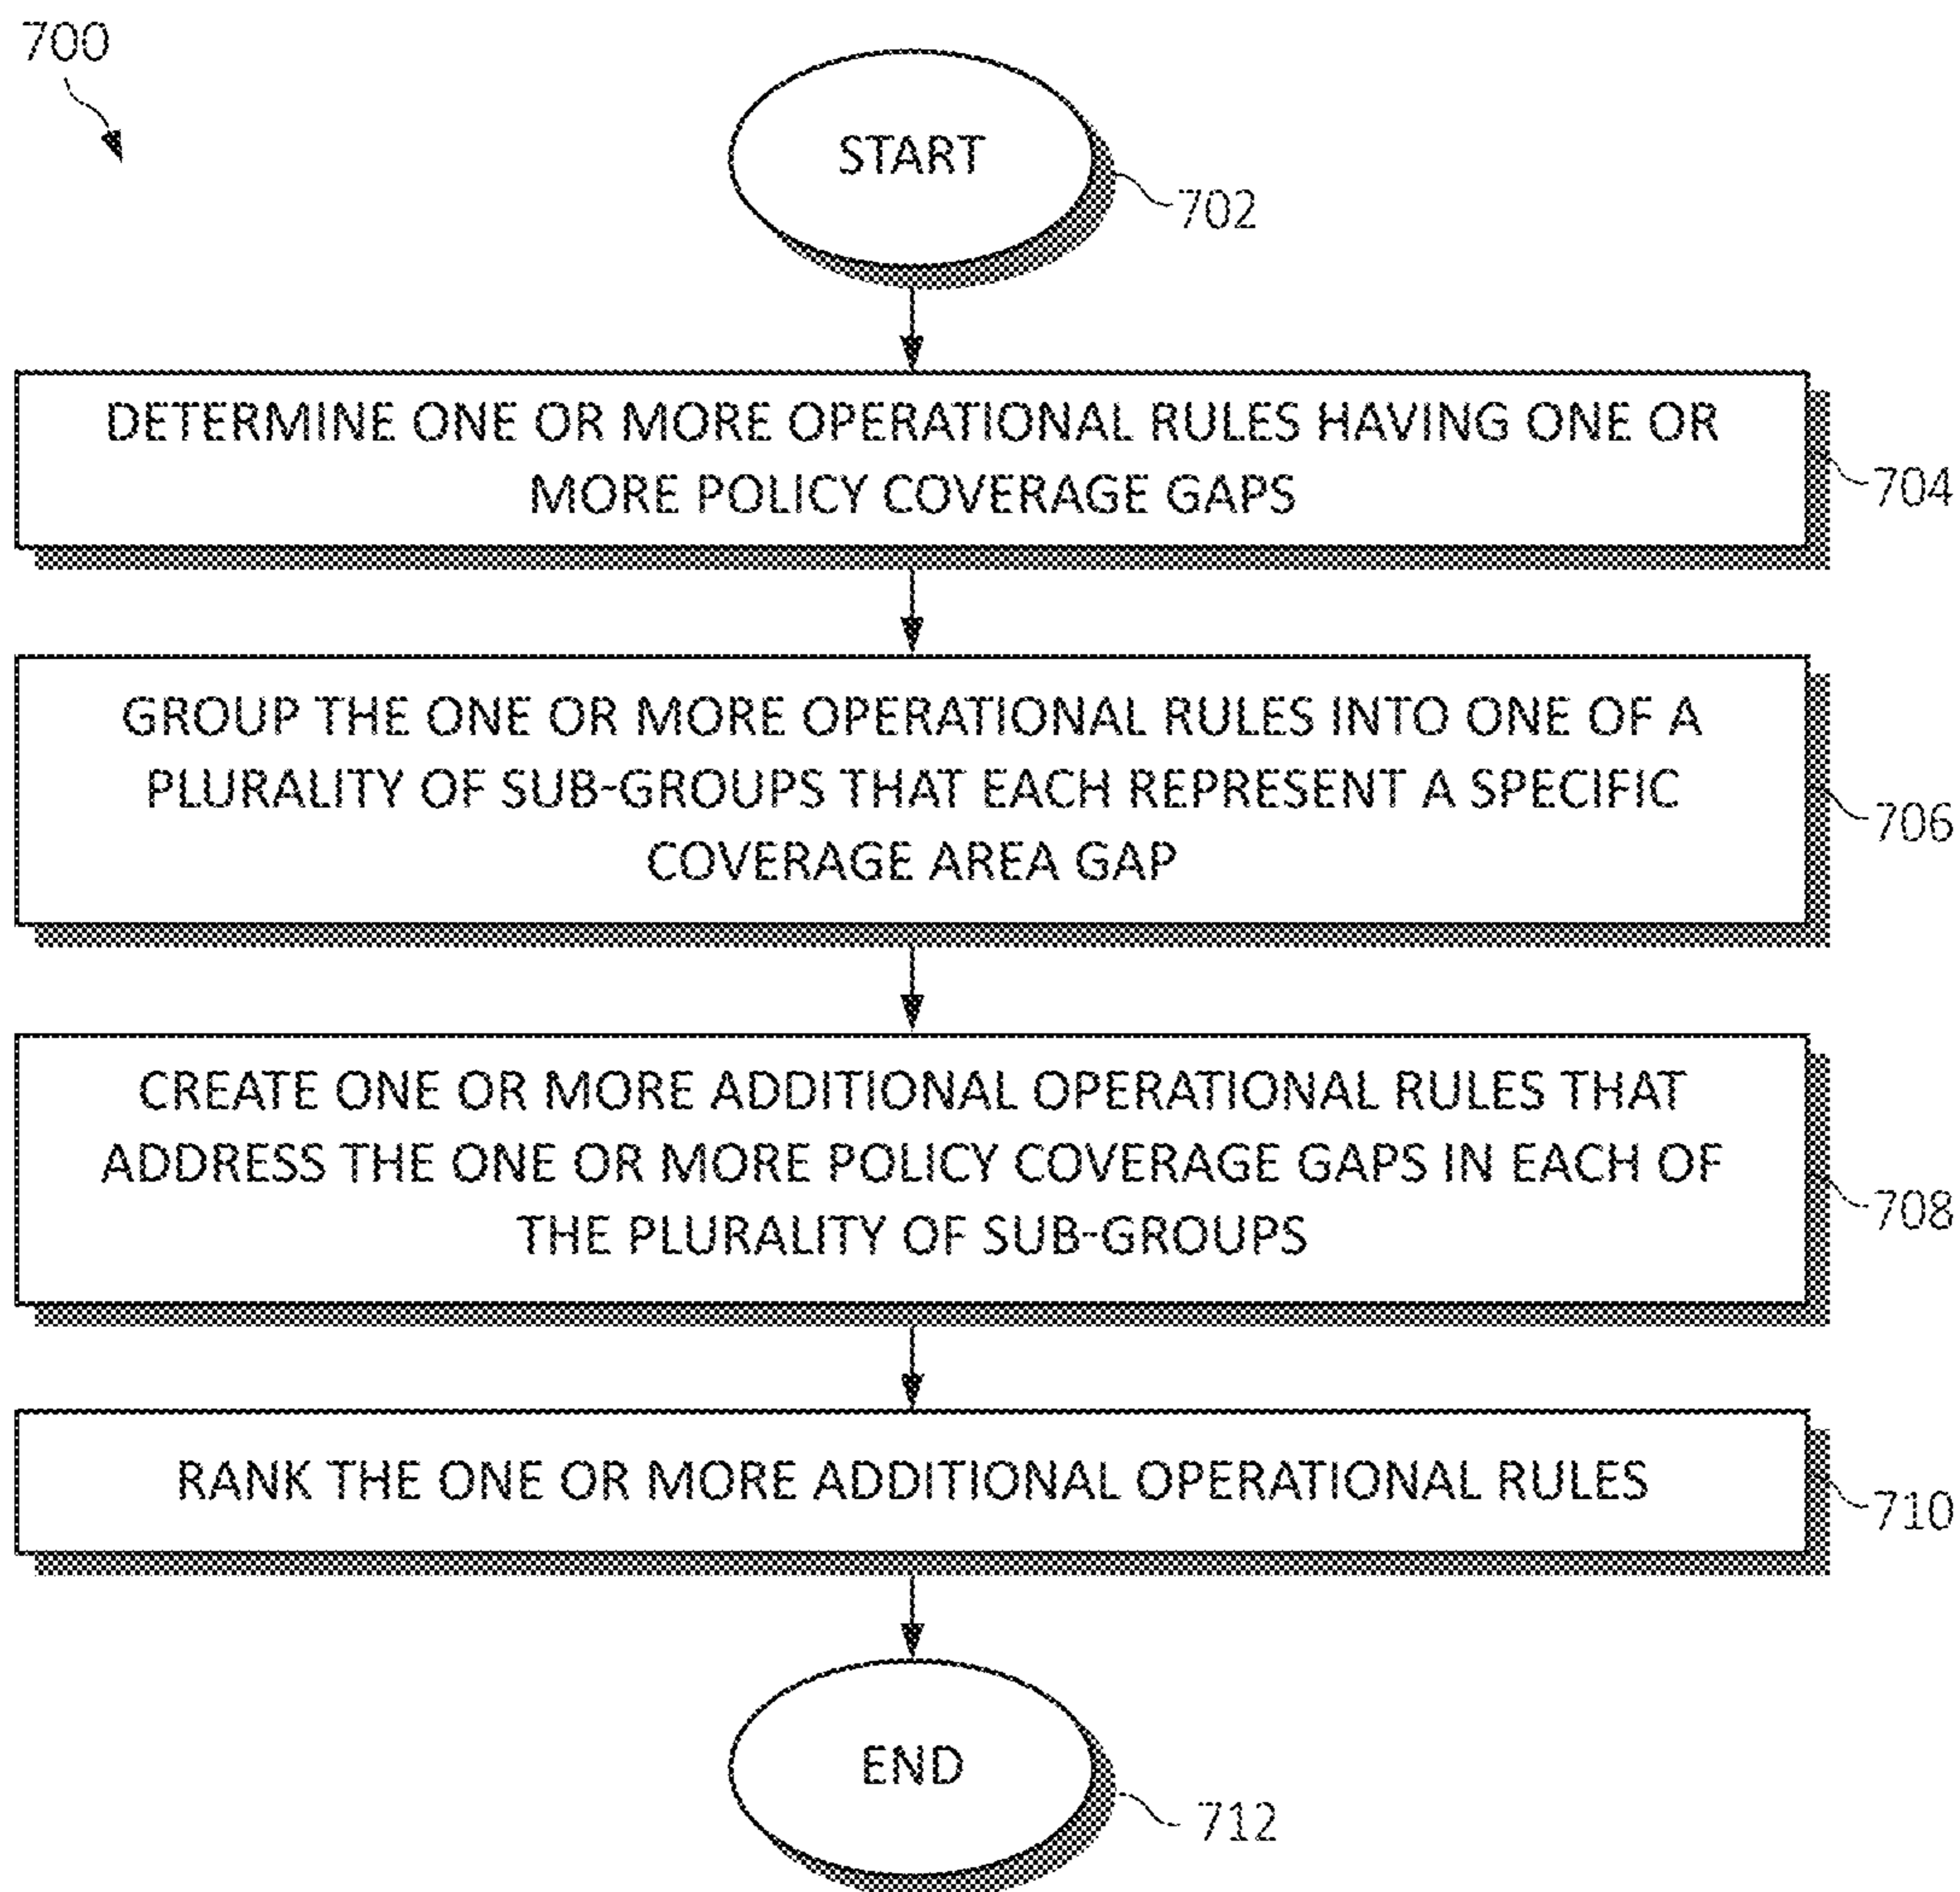 700
START
702
DETERMINE ONE OR MORE OPERATIONAL RULES HAVING ONE OR
MORE POLICY COVERAGE GAPS
704
GROUP THE ONE OR MORE OPERATIONAL RULES INTO ONE OF A
PLURALITY OF SUB-GROUPS THAT EACH REPRESENT A SPECIFIC
COVERAGE AREA GAP
706
CREATE ONE OR MORE ADDITIONAL OPERATIONAL RULES THAT
ADDRESS THE ONE OR MORE POLICY COVERAGE GAPS IN EACH OF
THE PLURALITY OF SUB-GROUPS
708
RANK THE ONE OR MORE ADDITIONAL OPERATIONAL RULES
710
END
712